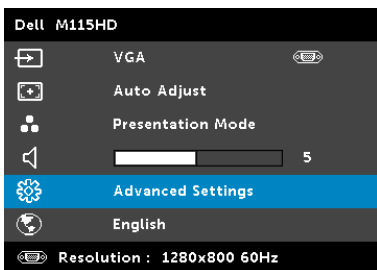 Dell M115HD
VGA
Auto Adjust
Presentation Mode
5
Advanced Settings
English
Resolution : 1280x800 60Hz